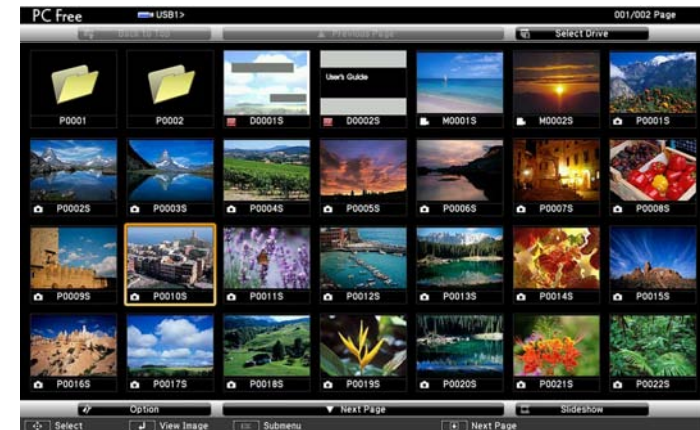 PC Free USB1> 001/002 Page
Back to Top ▲ Previous Page Select Drive
User's Guide
P0001 P0002 D0001S D0002S M0001S M0002S P0001S
P0002S P0003S P0004S P0005S P0006S P0007S P0008S
P0009S P0010S P0011S P0012S P0013S P0014S P0015S
P0016S P0017S P0018S P0019S P0020S P0021S P0022S
Option ▼ Next Page Slideshow
Select View Image Esc Submenu Next Page